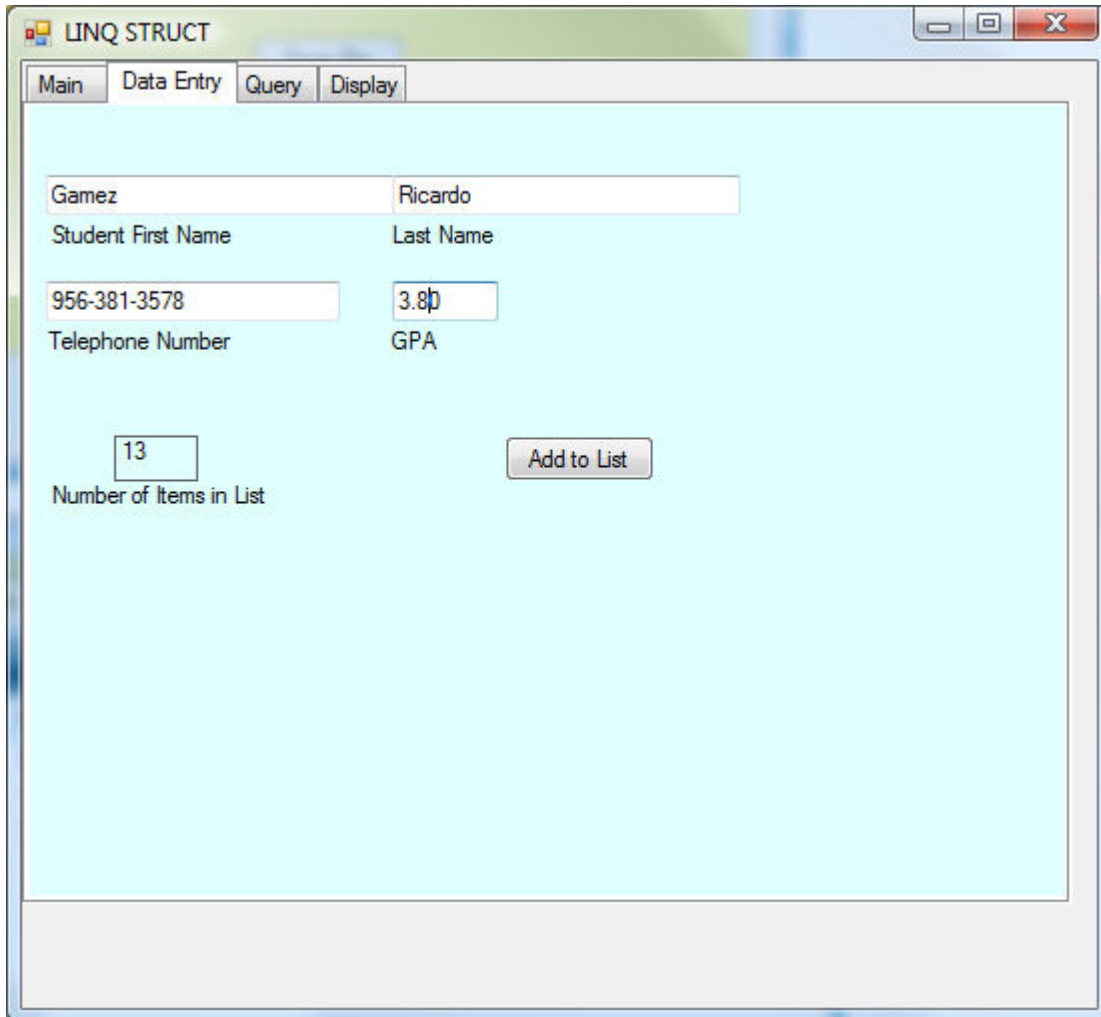 LINQ STRUCT
Main Data Entry Query Display
Gamez Ricardo
Student First Name Last Name
956-381-3578 3.80
Telephone Number GPA
13 Add to List
Number of Items in List